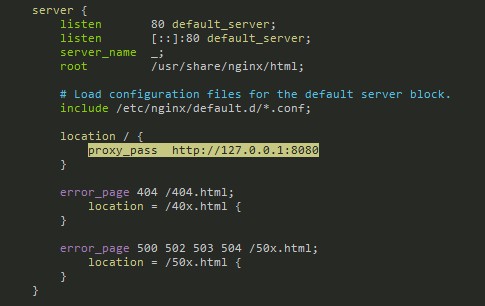 server {
    listen       80 default_server;
    listen       [::]:80 default_server;
    server_name  _;
    root         /usr/share/nginx/html;

    # Load configuration files for the default server block.
    include /etc/nginx/default.d/*.conf;

    location / {
        proxy_pass  http://127.0.0.1:8080
    }

    error_page 404 /404.html;
        location = /40x.html {
    }

    error_page 500 502 503 504 /50x.html;
        location = /50x.html {
    }
}